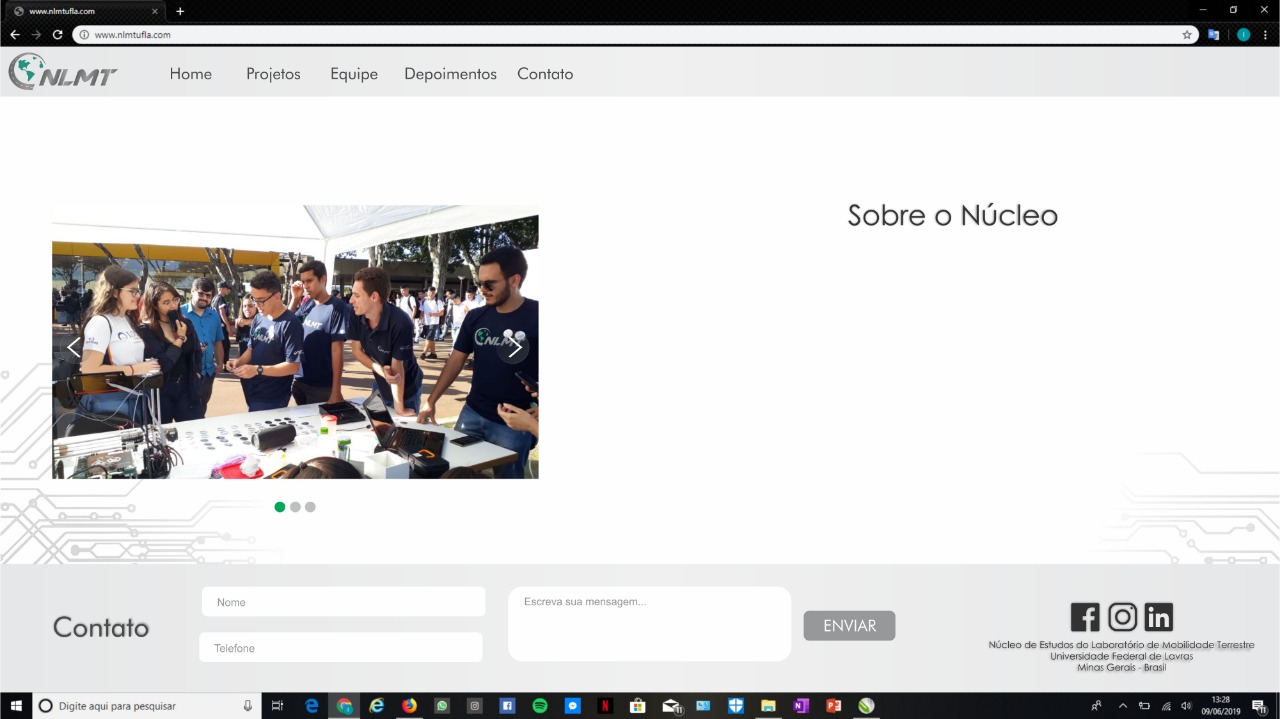 www.nlmtufla.com
www.nlmtufla.com
NLMT
Home Projetos Equipe Depoimentos Contato
Sobre o Núcleo
NLMT
NLMT
Contato
Nome
Telefone
Escreva sua mensagem...
ENVIAR
Núcleo de Estudos do Laboratório de Mobilidade Terrestre
Universidade Federal de Lavras
Minas Gerais - Brasil
Digite aqui para pesquisar
13:28
09/06/2019